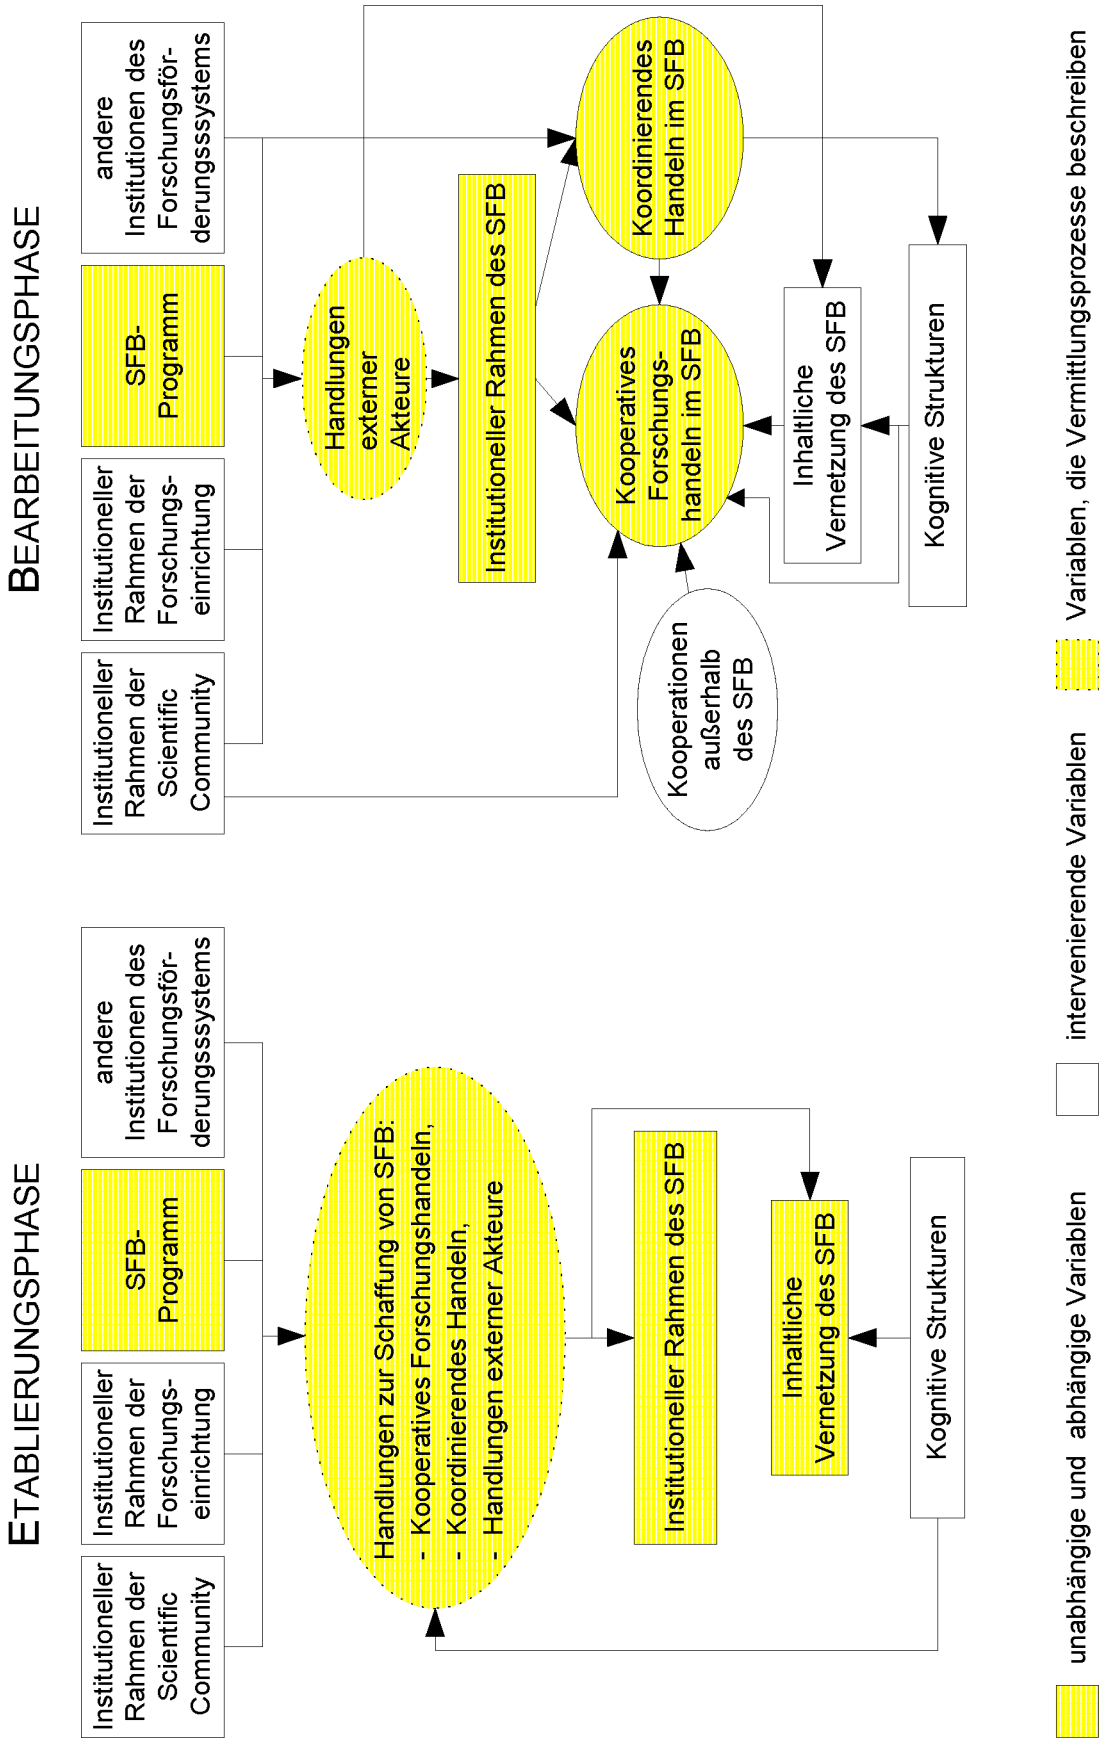 ETABLIERUNGSPHASE
Institutioneller
Rahmen der
Scientific
Community
Institutioneller
Rahmen der
Forschungs-
einrichtung
SFB-
Programm
andere
Institutionen des
Forschungsför-
derungsssystems
Handlungen zur Schaffung von SFB:
- Kooperatives Forschungshandeln,
- Koordinierendes Handeln,
- Handlungen externer Akteure
Institutioneller Rahmen des SFB
Inhaltliche
Vernetzung des SFB
Kognitive Strukturen
BEARBEITUNGSPHASE
Institutioneller
Rahmen der
Scientific
Community
Institutioneller
Rahmen der
Forschungs-
einrichtung
SFB-
Programm
andere
Institutionen des
Forschungsför-
derungsssystems
Handlungen
externer
Akteure
Institutioneller Rahmen des SFB
Kooperationen
außerhalb
des SFB
Kooperatives
Forschungs-
handeln im SFB
Koordinierendes
Handeln im SFB
Inhaltliche
Vernetzung des SFB
Kognitive Strukturen
unabhängige und abhängige Variablen
intervenierende Variablen
Variablen, die Vermittlungsprozesse beschreiben